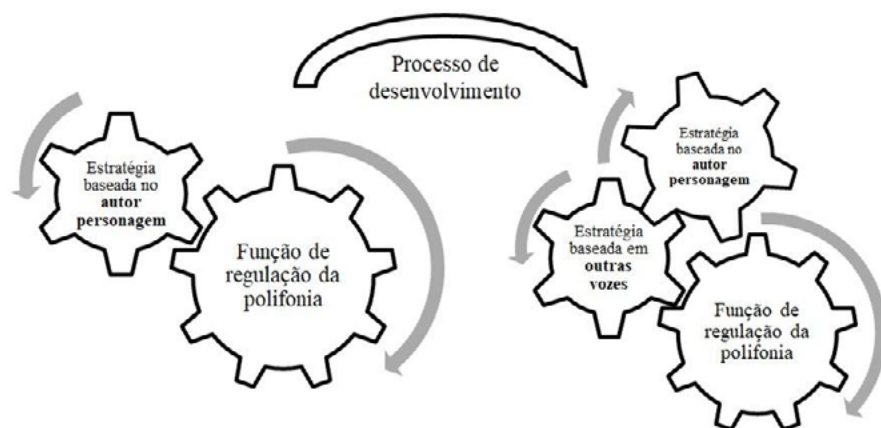 Processo de
desenvolvimento
Estratégia
baseada no
autor
personagem
Função de
regulação da
polifonia
Estratégia
baseada no
autor
personagem
Estratégia
baseada em
outras
vozes
Função de
regulação da
polifonia